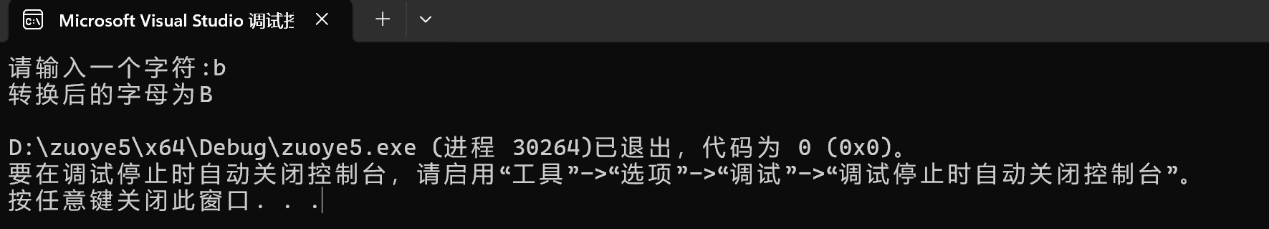 Microsoft Visual Studio 调试
请输入一个字符:b
转换后的字母为B
D:\zuoye5\x64\Debug\zuoye5.exe (进程 30264)已退出，代码为 0 (0x0)。
要在调试停止时自动关闭控制台，请启用“工具”->“选项”->“调试”->“调试停止时自动关闭控制台”。
按任意键关闭此窗口. . .